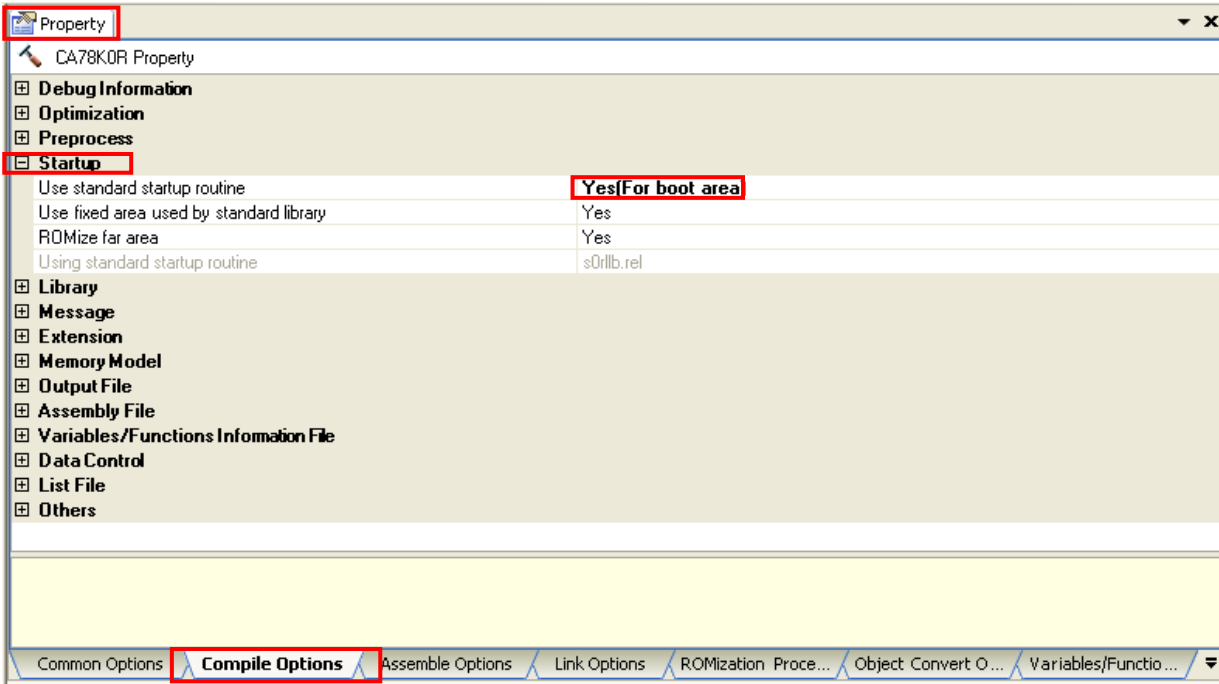 Property
CA78K0R Property
Debug Information
Optimization
Preprocess
Startup
Use standard startup routine Yes(For boot area)
Use fixed area used by standard library Yes
ROMize far area Yes
Using standard startup routine s0rllb.rel
Library
Message
Extension
Memory Model
Output File
Assembly File
Variables/Functions Information File
Data Control
List File
Others
Common Options Compile Options Assemble Options Link Options ROMization Proce... Object Convert O... Variables/Functio...